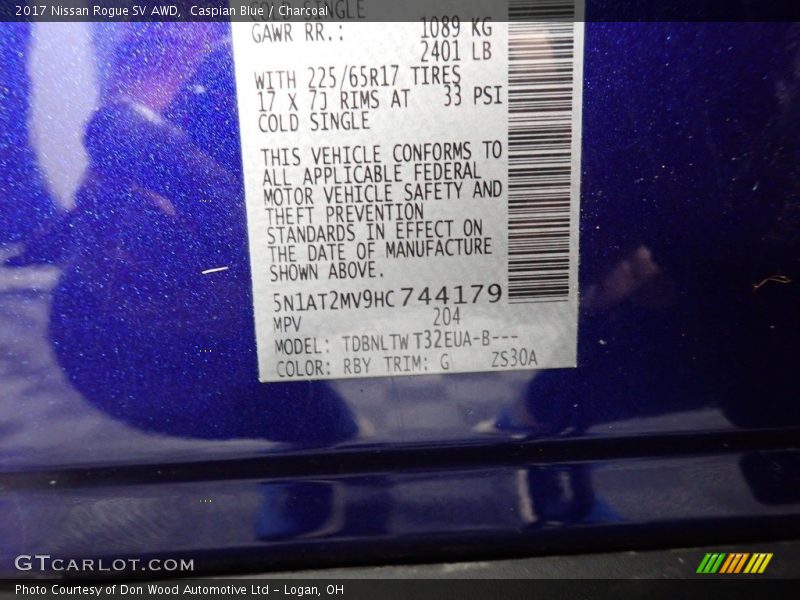 2017 Nissan Rogue SV AWD,  Caspian Blue / Charcoal
COLD SINGLE
GAWR RR.: 1089 KG
2401 LB
WITH 225/65R17 TIRES
17 X 7J RIMS AT 33 PSI
COLD SINGLE
THIS VEHICLE CONFORMS TO
ALL APPLICABLE FEDERAL
MOTOR VEHICLE SAFETY AND
THEFT PREVENTION
STANDARDS IN EFFECT ON
THE DATE OF MANUFACTURE
SHOWN ABOVE.
5N1AT2MV9HC744179
MPV 204
MODEL: TDBNLTWT32EUA-B---
COLOR: RBY TRIM: G ZS30A
GTCARLOT.COM
Photo Courtesy of Don Wood Automotive Ltd - Logan, OH